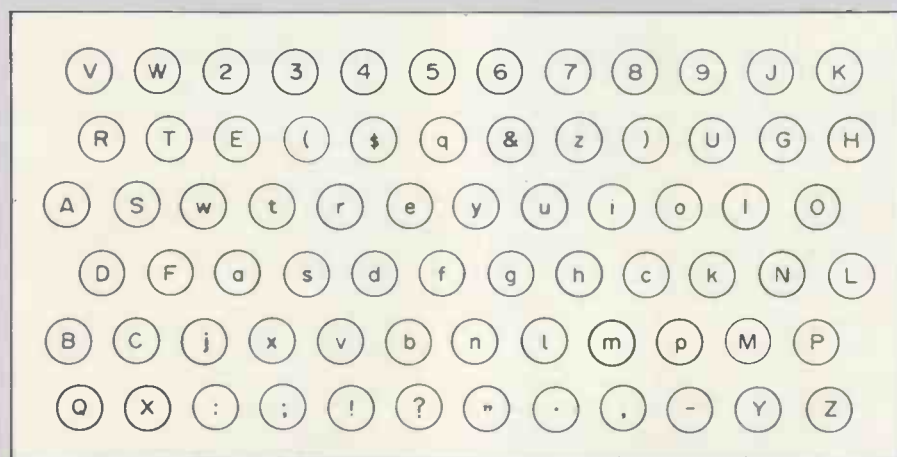 V W 2 3 4 5 6 7 8 9 J K
R T E ( $ q & z ) U G H
A S w t r e y u i o I O
D F a s d f g h c k N L
B C j x v b n l m p M P
Q X : ; ! ? " . , - Y Z